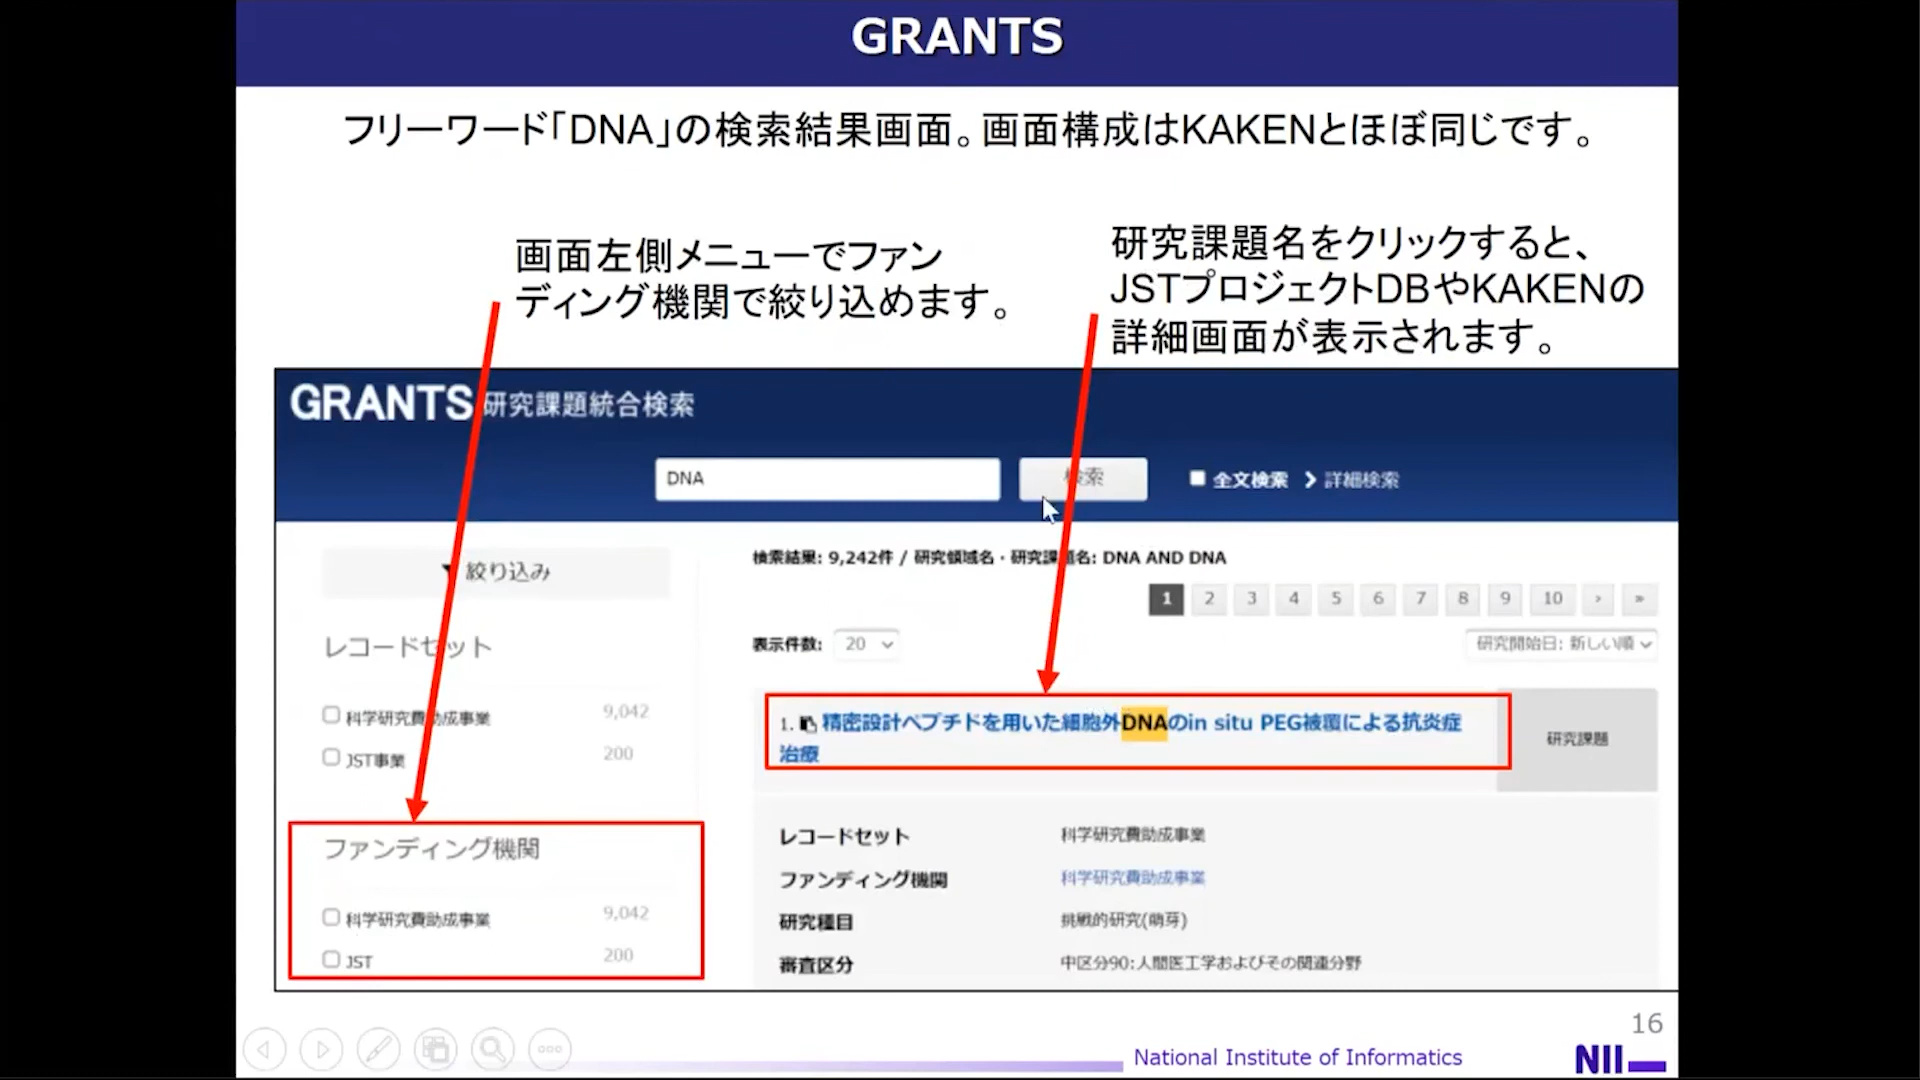 GRANTS
フリーワード「DNA」の検索結果画面。画面構成はKAKENとほぼ同じです。
画面左側メニューでファン
ディング機関で絞り込めます。
研究課題名をクリックすると、
JSTプロジェクトDBやKAKENの
詳細画面が表示されます。
GRANTS 研究課題統合検索
DNA
検索
全文検索
詳細検索
絞り込み
レコードセット
科学研究費助成事業 9,042
JST事業 200
ファンディング機関
科学研究費助成事業 9,042
JST 200
検索結果: 9,242件 / 研究領域名・研究課題名: DNA AND DNA
1 2 3 4 5 6 7 8 9 10 › »
表示件数: 20
研究開始日: 新しい順
1. 精密設計ペプチドを用いた細胞外DNAのin situ PEG被覆による抗炎症
治療
研究課題
レコードセット 科学研究費助成事業
ファンディング機関 科学研究費助成事業
研究種目 挑戦的研究(萌芽)
審査区分 中区分90:人間医工学およびその関連分野
16
National Institute of Informatics
NII